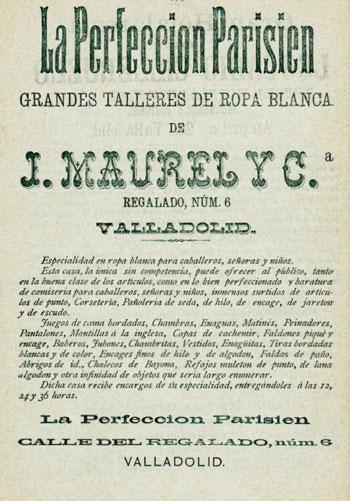 La Perfeccion Parisien
GRANDES TALLERES DE ROPA BLANCA
DE
J. MAUREL Y C.a
REGALADO, NÚM. 6
VALLADOLID.
Especialidad en ropa blanca para caballeros, señoras y niños.
Esta casa, la única sin competencia, puede ofrecer al público, tanto
en la buena clase de los artículos, como en lo bien perfeccionado y baratura
de camiseria para caballeros, señoras y niños, inmensos surtidos de artícu-
los de punto, Corsetería, Pañolería de seda, de hilo, de encage, de jareton
y de escudo.
Juegos de cama bordados, Chambras, Enaguas, Matinés, Peinadores,
Pantalones, Mantillas á la inglesa, Capas de cochemir, Faldones piqué y
encage, Baberos, Jubones, Chambritas, Vestidos, Enagüitas, Tiras bordadas
blancas y de color, Encages finos de hilo y de algodon, Faldas de paño,
Abrigos de id., Chalecos de Bayona, Refajos muleton de punto, de lana
algodon y otra infinidad de objetos que seria largo enumerar.
Dicha casa recibe encargos de su especialidad, entregándoles á las 12,
24 y 36 horas.
La Perfeccion Parisien
CALLE DEL REGALADO, núm. 6
VALLADOLID.